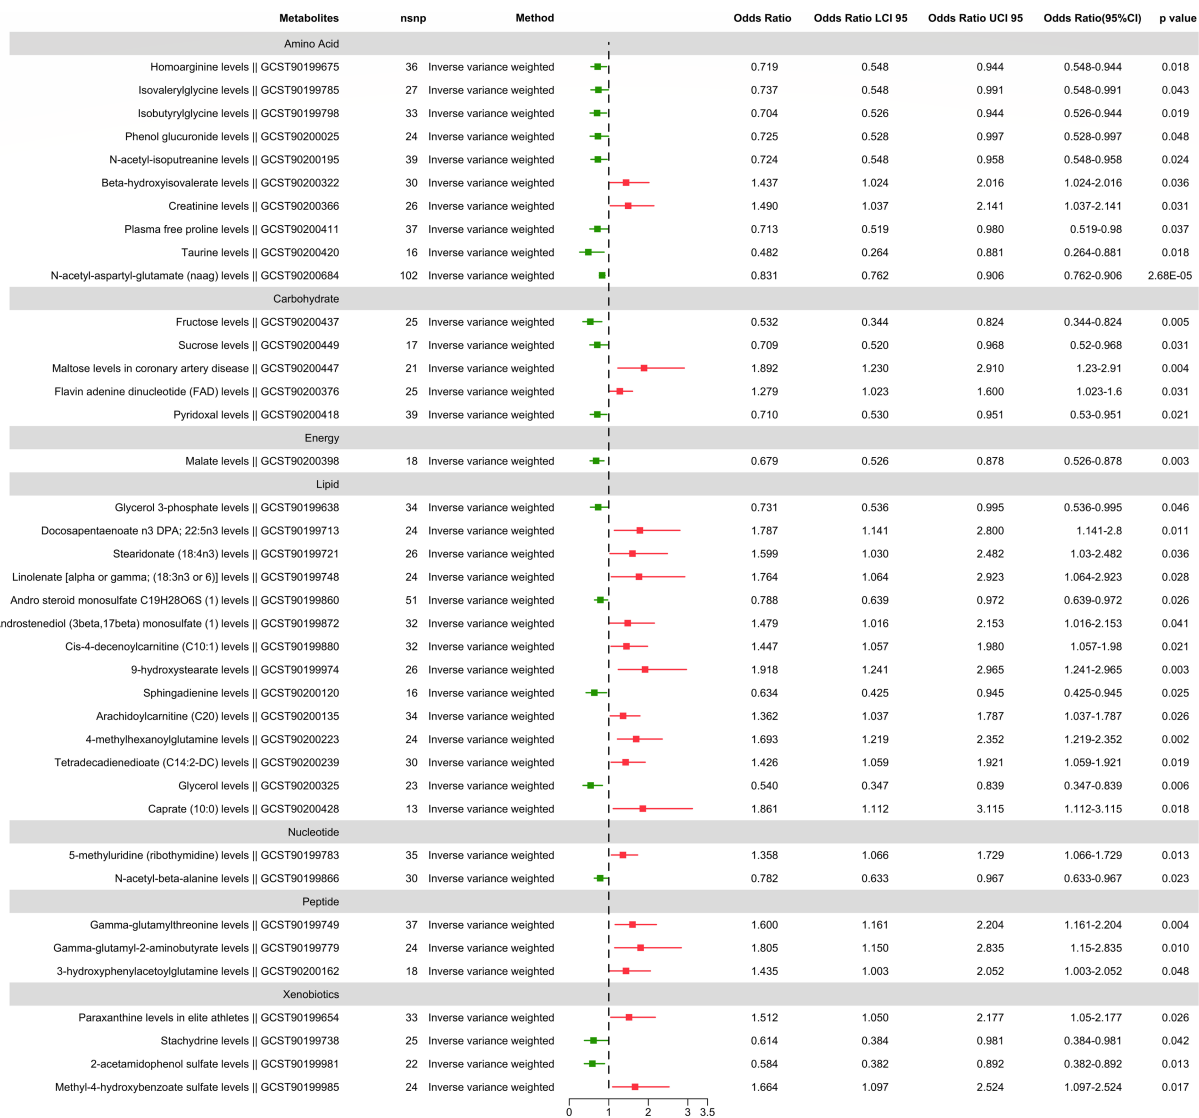 Metabolites nsnp Method Odds Ratio Odds Ratio LCI 95 Odds Ratio UCI 95 Odds Ratio(95%CI) p value
Amino Acid
Homoarginine levels || GCST90199675 36 Inverse variance weighted 0.719 0.548 0.944 0.548-0.944 0.018
Isovalerylglycine levels || GCST90199785 27 Inverse variance weighted 0.737 0.548 0.991 0.548-0.991 0.043
Isobutyrylglycine levels || GCST90199798 33 Inverse variance weighted 0.704 0.526 0.944 0.526-0.944 0.019
Phenol glucuronide levels || GCST90200025 24 Inverse variance weighted 0.725 0.528 0.997 0.528-0.997 0.048
N-acetyl-isoputreanine levels || GCST90200195 39 Inverse variance weighted 0.724 0.548 0.958 0.548-0.958 0.024
Beta-hydroxyisovalerate levels || GCST90200322 30 Inverse variance weighted 1.437 1.024 2.016 1.024-2.016 0.036
Creatinine levels || GCST90200366 26 Inverse variance weighted 1.490 1.037 2.141 1.037-2.141 0.031
Plasma free proline levels || GCST90200411 37 Inverse variance weighted 0.713 0.519 0.980 0.519-0.98 0.037
Taurine levels || GCST90200420 16 Inverse variance weighted 0.482 0.264 0.881 0.264-0.881 0.018
N-acetyl-aspartyl-glutamate (naag) levels || GCST90200684 102 Inverse variance weighted 0.831 0.762 0.906 0.762-0.906 2.68E-05
Carbohydrate
Fructose levels || GCST90200437 25 Inverse variance weighted 0.532 0.344 0.824 0.344-0.824 0.005
Sucrose levels || GCST90200449 17 Inverse variance weighted 0.709 0.520 0.968 0.52-0.968 0.031
Maltose levels in coronary artery disease || GCST90200447 21 Inverse variance weighted 1.892 1.230 2.910 1.23-2.91 0.004
Flavin adenine dinucleotide (FAD) levels || GCST90200376 25 Inverse variance weighted 1.279 1.023 1.600 1.023-1.6 0.031
Pyridoxal levels || GCST90200418 39 Inverse variance weighted 0.710 0.530 0.951 0.53-0.951 0.021
Energy
Malate levels || GCST90200398 18 Inverse variance weighted 0.679 0.526 0.878 0.526-0.878 0.003
Lipid
Glycerol 3-phosphate levels || GCST90199638 34 Inverse variance weighted 0.731 0.536 0.995 0.536-0.995 0.046
Docosapentaenoate n3 DPA; 22:5n3 levels || GCST90199713 24 Inverse variance weighted 1.787 1.141 2.800 1.141-2.8 0.011
Stearidonate (18:4n3) levels || GCST90199721 26 Inverse variance weighted 1.599 1.030 2.482 1.03-2.482 0.036
Linolenate [alpha or gamma; (18:3n3 or 6)] levels || GCST90199748 24 Inverse variance weighted 1.764 1.064 2.923 1.064-2.923 0.028
Andro steroid monosulfate C19H28O6S (1) levels || GCST90199860 51 Inverse variance weighted 0.788 0.639 0.972 0.639-0.972 0.026
ndrostenediol (3beta,17beta) monosulfate (1) levels || GCST90199872 32 Inverse variance weighted 1.479 1.016 2.153 1.016-2.153 0.041
Cis-4-decenoylcarnitine (C10:1) levels || GCST90199880 32 Inverse variance weighted 1.447 1.057 1.980 1.057-1.98 0.021
9-hydroxystearate levels || GCST90199974 26 Inverse variance weighted 1.918 1.241 2.965 1.241-2.965 0.003
Sphingadienine levels || GCST90200120 16 Inverse variance weighted 0.634 0.425 0.945 0.425-0.945 0.025
Arachidoylcarnitine (C20) levels || GCST90200135 34 Inverse variance weighted 1.362 1.037 1.787 1.037-1.787 0.026
4-methylhexanoylglutamine levels || GCST90200223 24 Inverse variance weighted 1.693 1.219 2.352 1.219-2.352 0.002
Tetradecadienedioate (C14:2-DC) levels || GCST90200239 30 Inverse variance weighted 1.426 1.059 1.921 1.059-1.921 0.019
Glycerol levels || GCST90200325 23 Inverse variance weighted 0.540 0.347 0.839 0.347-0.839 0.006
Caprate (10:0) levels || GCST90200428 13 Inverse variance weighted 1.861 1.112 3.115 1.112-3.115 0.018
Nucleotide
5-methyluridine (ribothymidine) levels || GCST90199783 35 Inverse variance weighted 1.358 1.066 1.729 1.066-1.729 0.013
N-acetyl-beta-alanine levels || GCST90199866 30 Inverse variance weighted 0.782 0.633 0.967 0.633-0.967 0.023
Peptide
Gamma-glutamylthreonine levels || GCST90199749 37 Inverse variance weighted 1.600 1.161 2.204 1.161-2.204 0.004
Gamma-glutamyl-2-aminobutyrate levels || GCST90199779 24 Inverse variance weighted 1.805 1.150 2.835 1.15-2.835 0.010
3-hydroxyphenylacetoylglutamine levels || GCST90200162 18 Inverse variance weighted 1.435 1.003 2.052 1.003-2.052 0.048
Xenobiotics
Paraxanthine levels in elite athletes || GCST90199654 33 Inverse variance weighted 1.512 1.050 2.177 1.05-2.177 0.026
Stachydrine levels || GCST90199738 25 Inverse variance weighted 0.614 0.384 0.981 0.384-0.981 0.042
2-acetamidophenol sulfate levels || GCST90199981 22 Inverse variance weighted 0.584 0.382 0.892 0.382-0.892 0.013
Methyl-4-hydroxybenzoate sulfate levels || GCST90199985 24 Inverse variance weighted 1.664 1.097 2.524 1.097-2.524 0.017
0 1 2 3 3.5